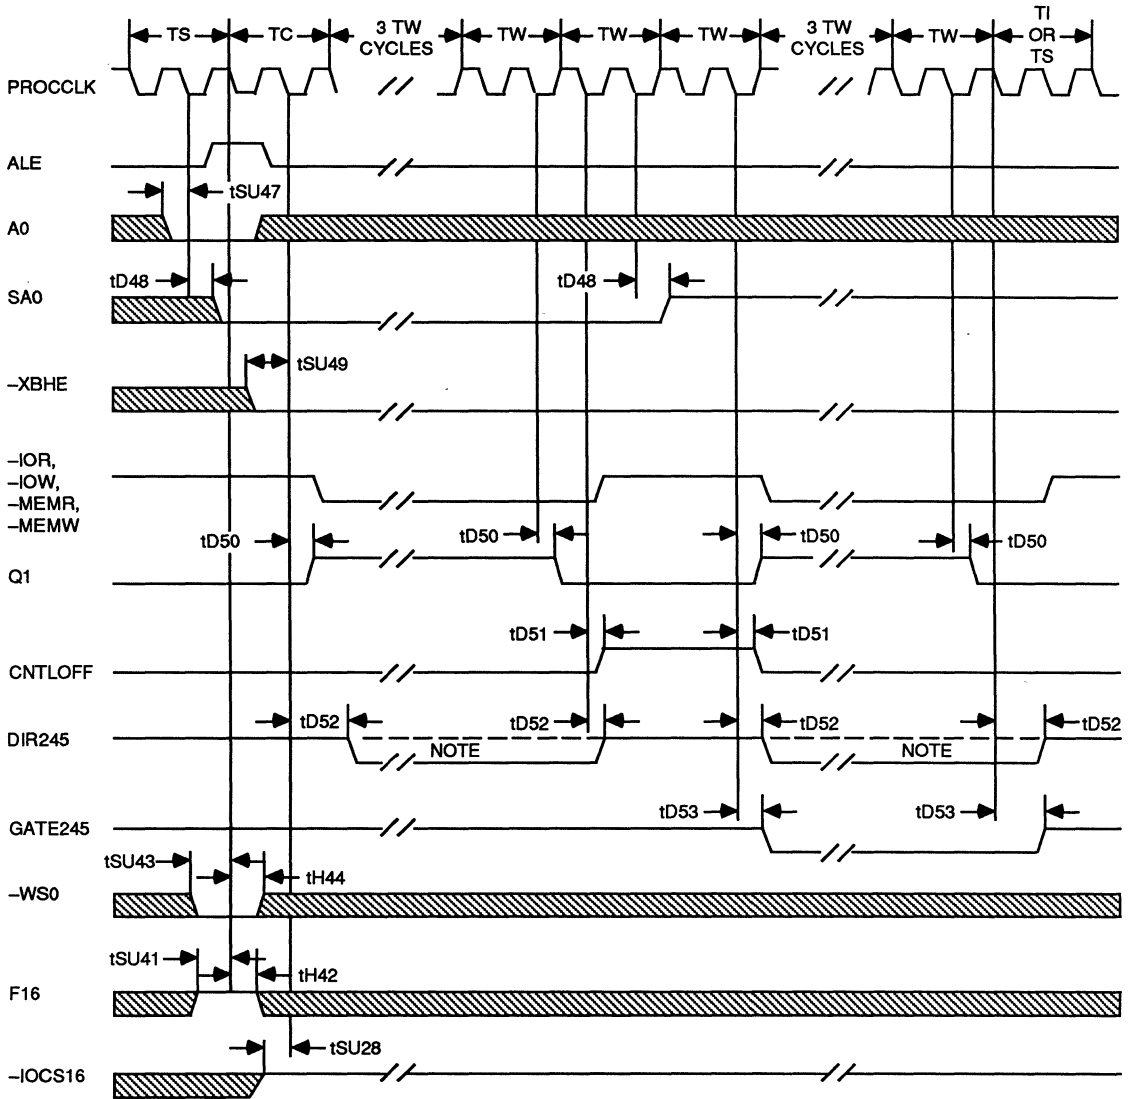 TS
TC
3 TW
CYCLES
TW
TW
TW
3 TW
CYCLES
TW
TI
OR
TS
PROCCLK
ALE
tSU47
A0
tD48
tD48
SA0
tSU49
–XBHE
–IOR,
–IOW,
–MEMR,
–MEMW
tD50
tD50
tD50
tD50
Q1
tD51
tD51
CNTLOFF
tD52
tD52
tD52
tD52
DIR245
NOTE
NOTE
tD53
tD53
GATE245
tSU43
tH44
–WS0
tSU41
tH42
F16
tSU28
–IOCS16